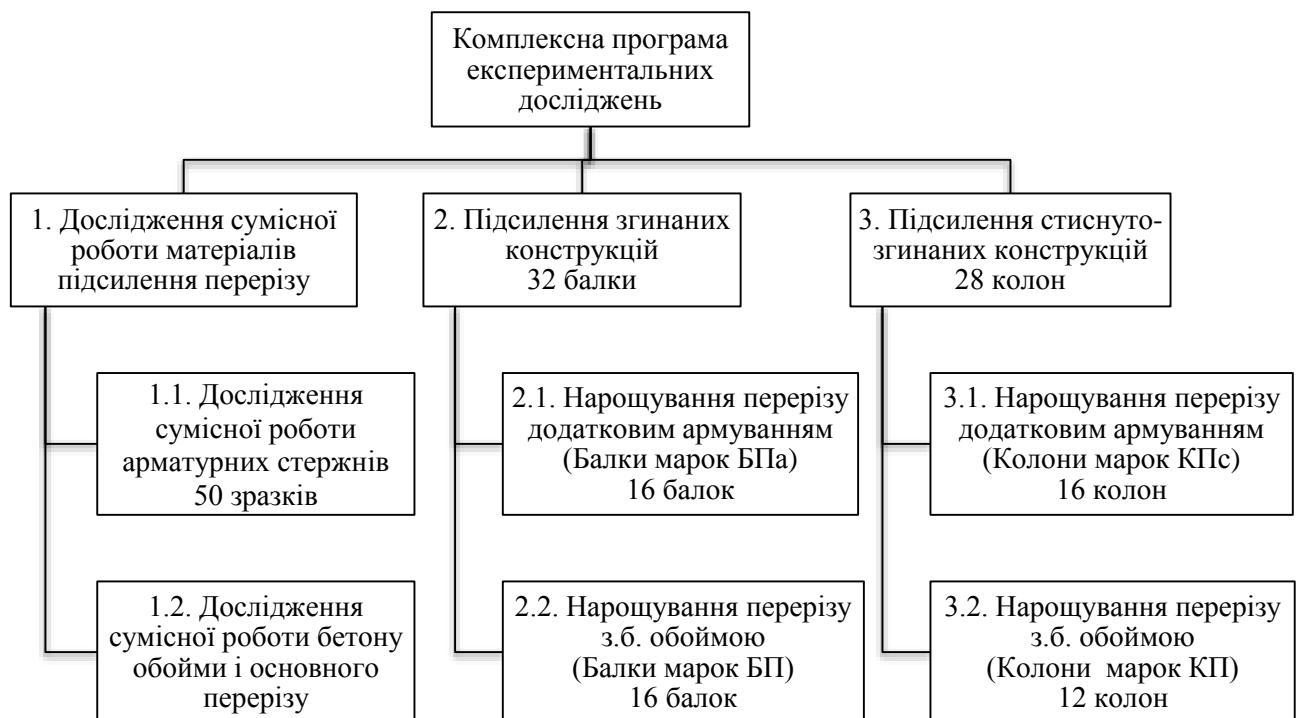 Комплексна програма
експериментальних
досліджень
1. Дослідження сумісної
роботи матеріалів
підсилення перерізу
2. Підсилення згинаних
конструкцій
32 балки
3. Підсилення стиснуто-
згинаних конструкцій
28 колон
1.1. Дослідження
сумісної роботи
арматурних стержнів
50 зразків
2.1. Нарощування перерізу
додатковим армуванням
(Балки марок БПа)
16 балок
3.1. Нарощування перерізу
додатковим армуванням
(Колони марок КПс)
16 колон
1.2. Дослідження
сумісної роботи бетону
обойми і основного
перерізу
2.2. Нарощування перерізу
з.б. обоймою
(Балки марок БП)
16 балок
3.2. Нарощування перерізу
з.б. обоймою
(Колони марок КП)
12 колон